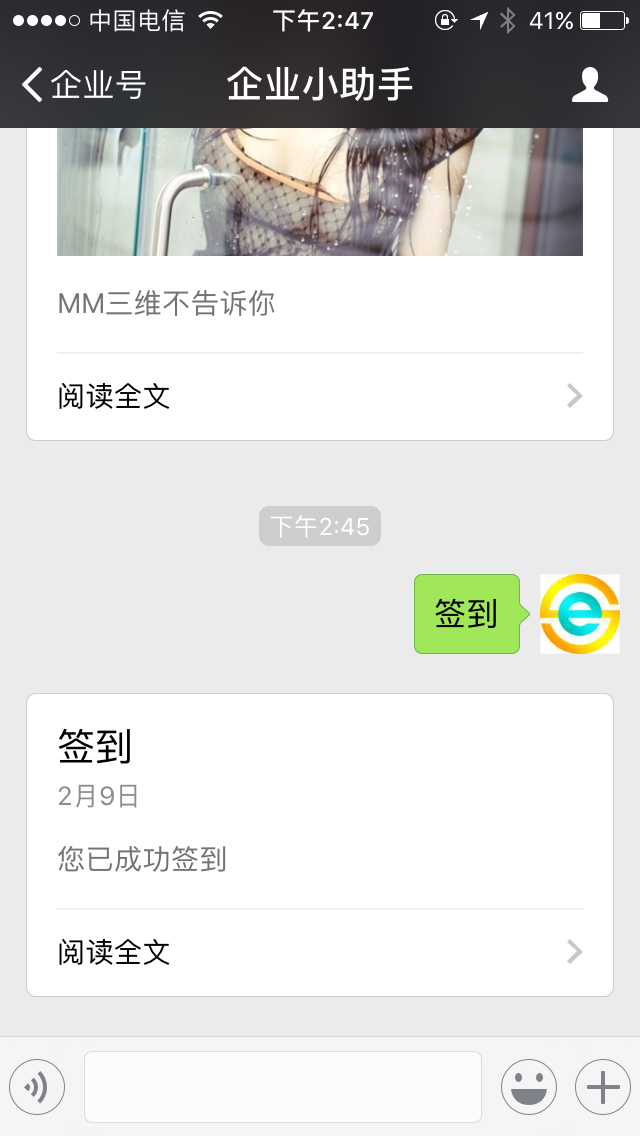 中国电信 下午2:47 41%
企业号 企业小助手
MM三维不告诉你
阅读全文
下午2:45
签到
签到
2月9日
您已成功签到
阅读全文